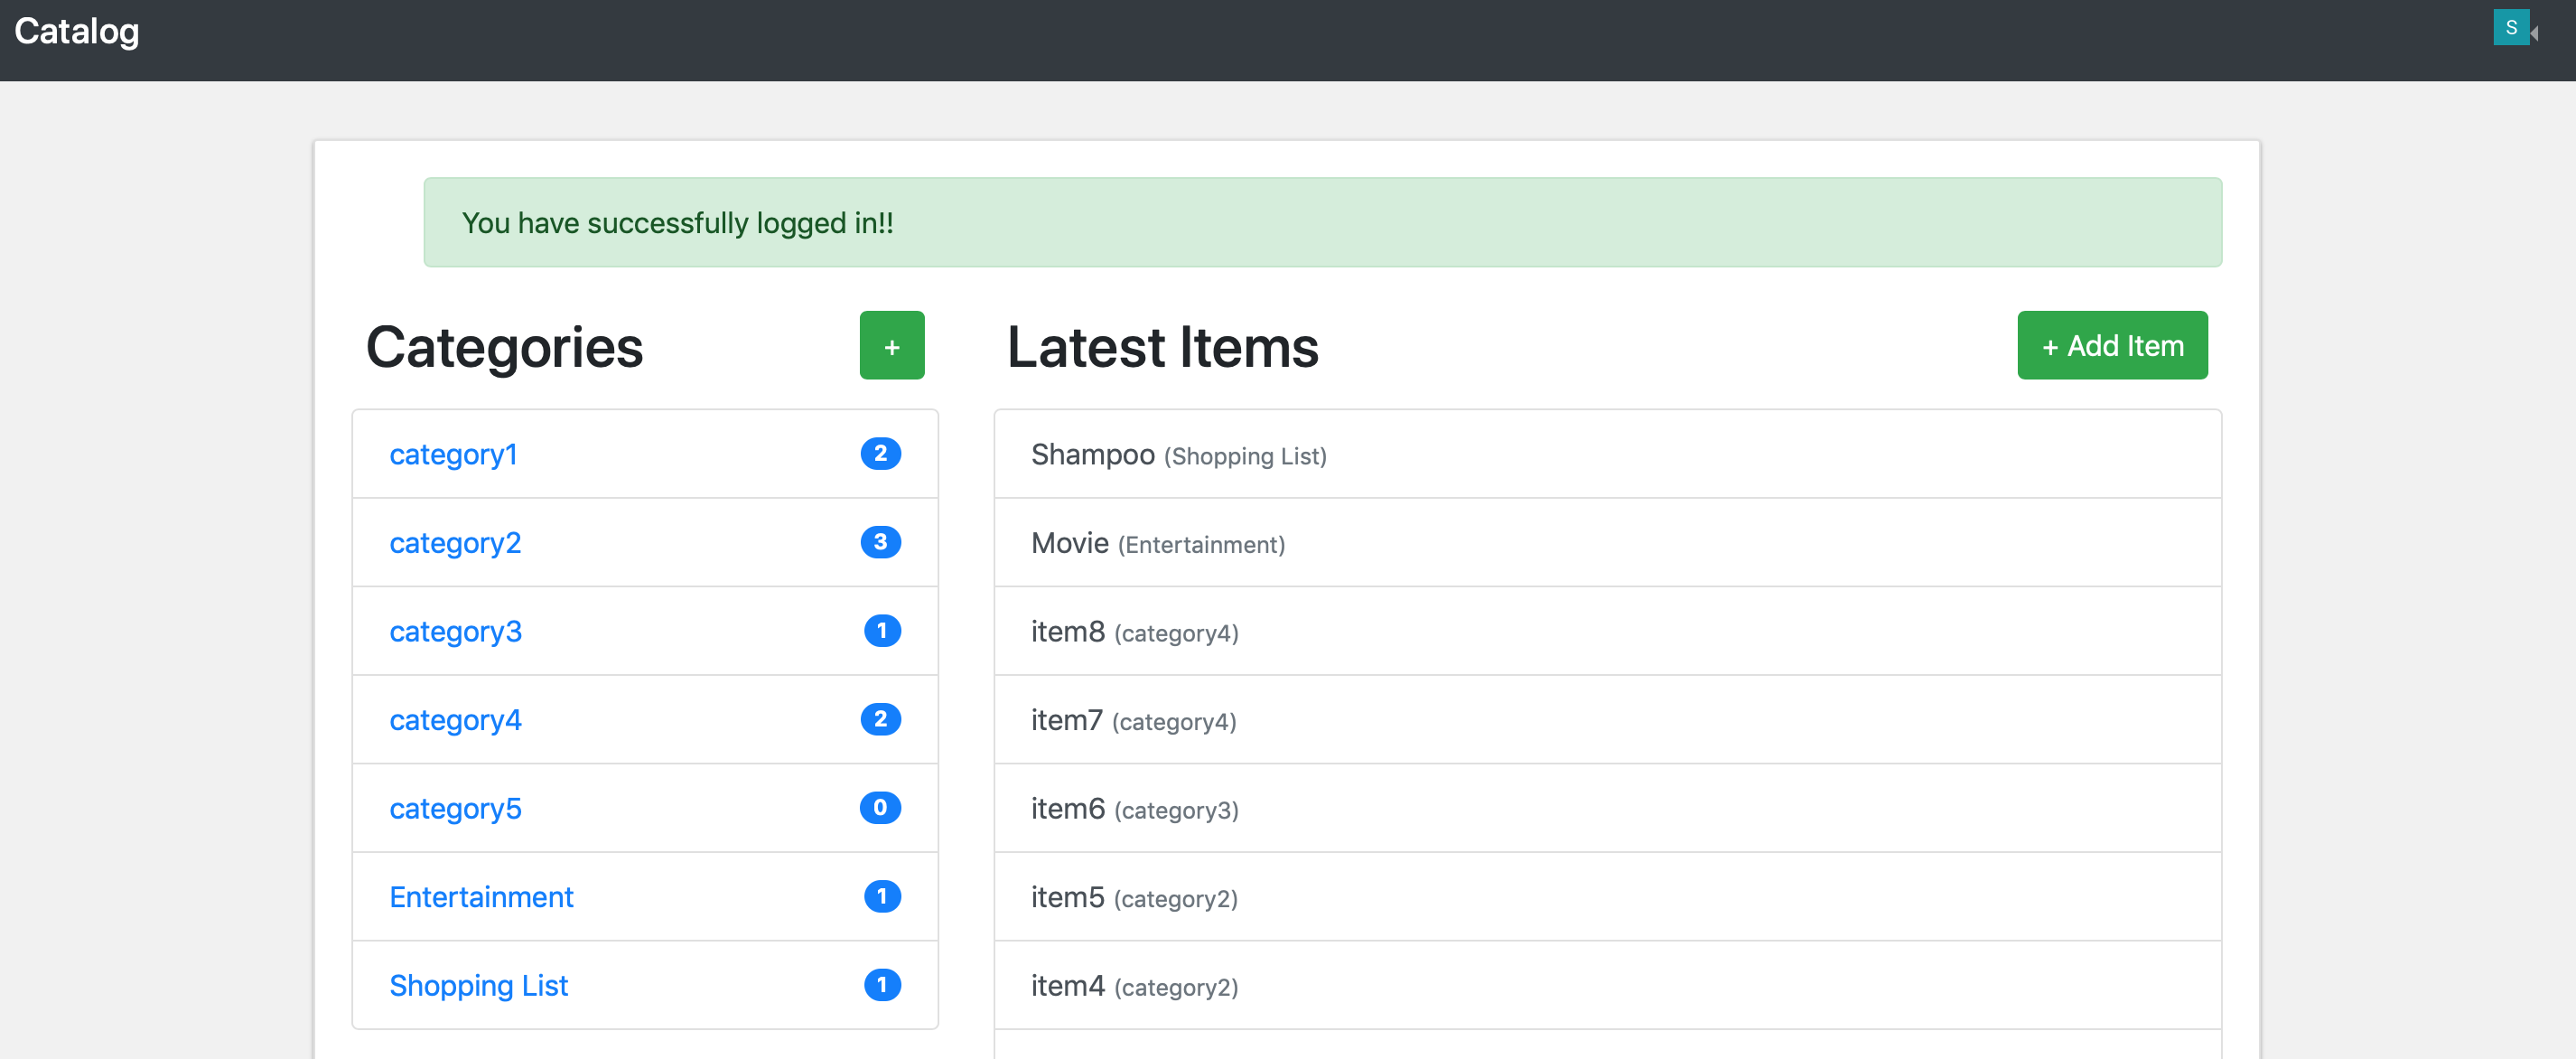 Catalog
S
You have successfully logged in!!
Categories
+
category1 2
category2 3
category3 1
category4 2
category5 0
Entertainment 1
Shopping List 1
Latest Items
+ Add Item
Shampoo (Shopping List)
Movie (Entertainment)
item8 (category4)
item7 (category4)
item6 (category3)
item5 (category2)
item4 (category2)